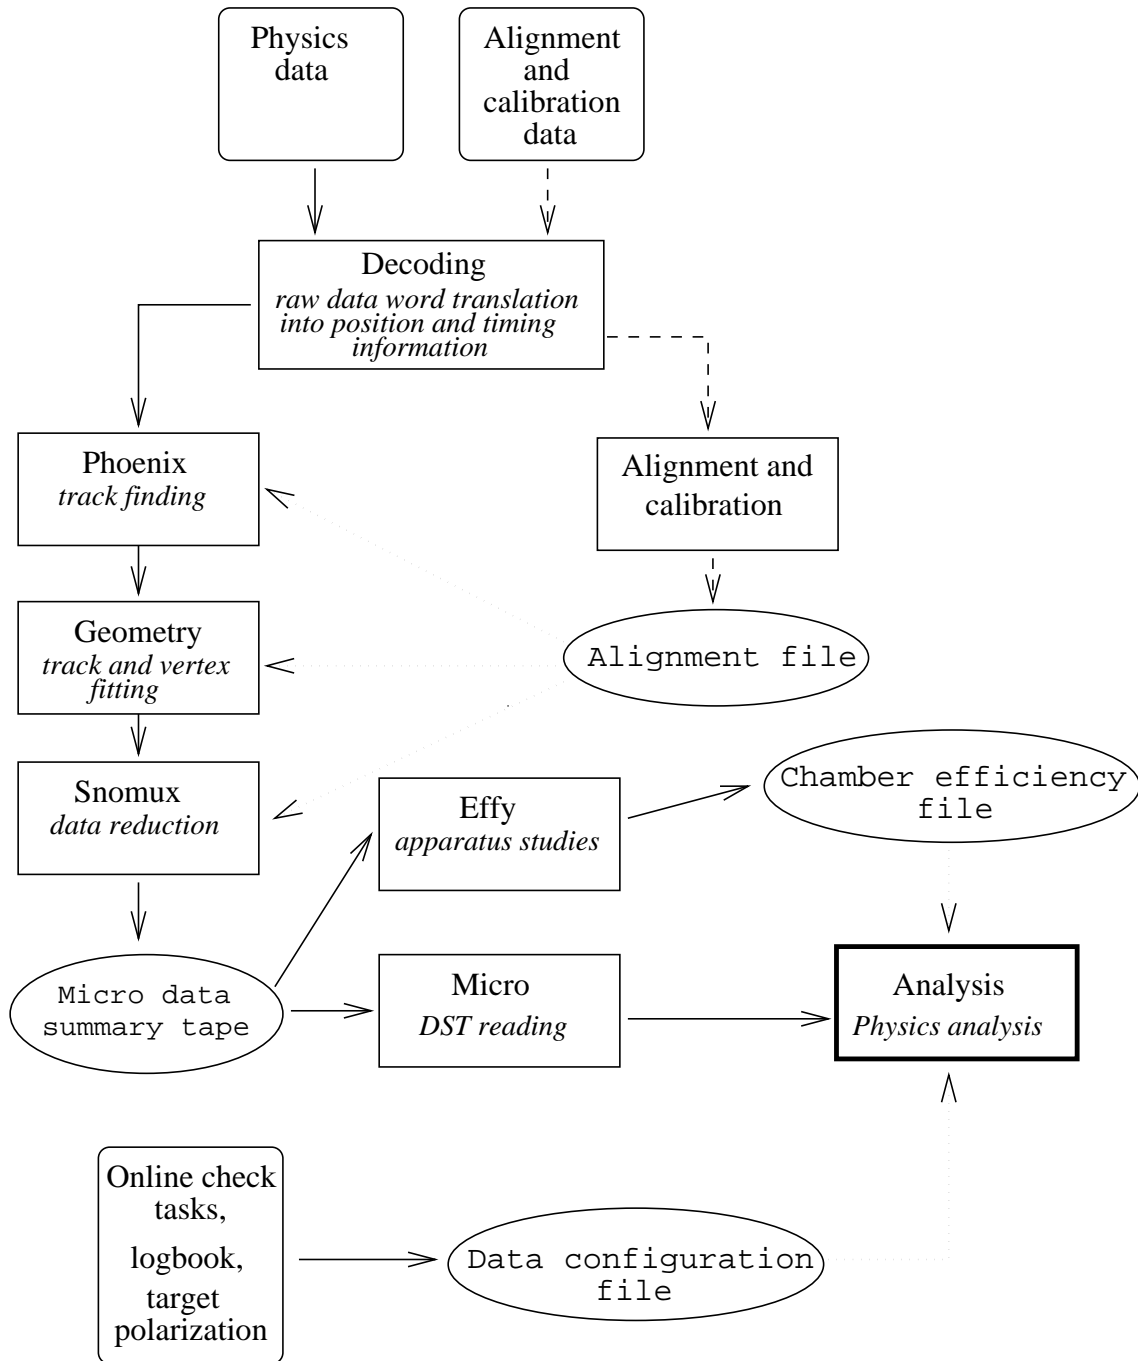 Physics
data
Alignment
and
calibration
data
Decoding
raw data word translation
into position and timing
information
Phoenix
track finding
Alignment and
calibration
Geometry
track and vertex
fitting
Alignment file
Snomux
data reduction
Effy
apparatus studies
Chamber efficiency
file
Micro data
summary tape
Micro
DST reading
Analysis
Physics analysis
Online check
tasks,
logbook,
target
polarization
Data configuration
file